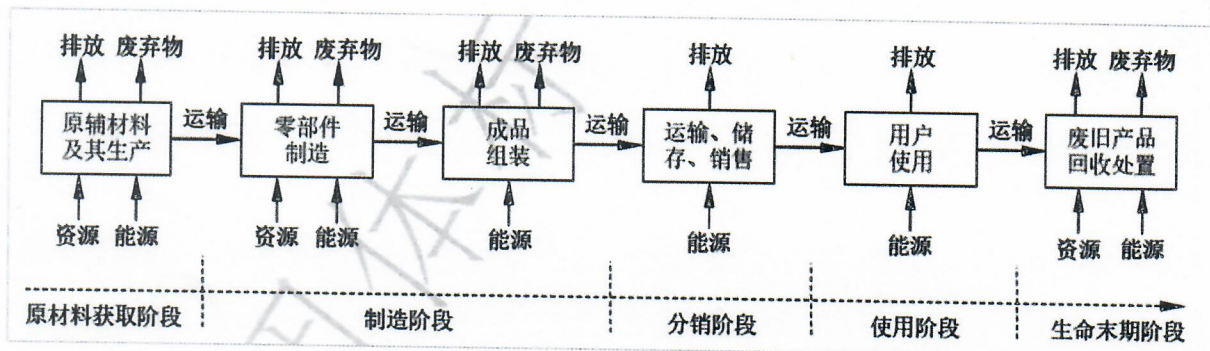 排放 废弃物 排放 废弃物 排放 废弃物 排放 排放 排放 废弃物
原辅材料
及其生产
运输
零部件
制造
运输
成品
组装
运输
运输、储
存、销售
运输
用户
使用
运输
废旧产品
回收处置
资源 能源 资源 能源 能源 能源 能源 资源 能源
原材料获取阶段 制造阶段 分销阶段 使用阶段 生命末期阶段